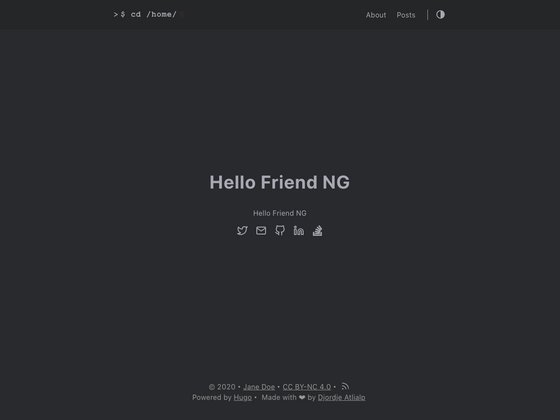 >$ cd /home/
About Posts
Hello Friend NG
Hello Friend NG
© 2020 • Jane Doe • CC BY-NC 4.0 •
Powered by Hugo • Made with ❤ by Djordje Atlialp